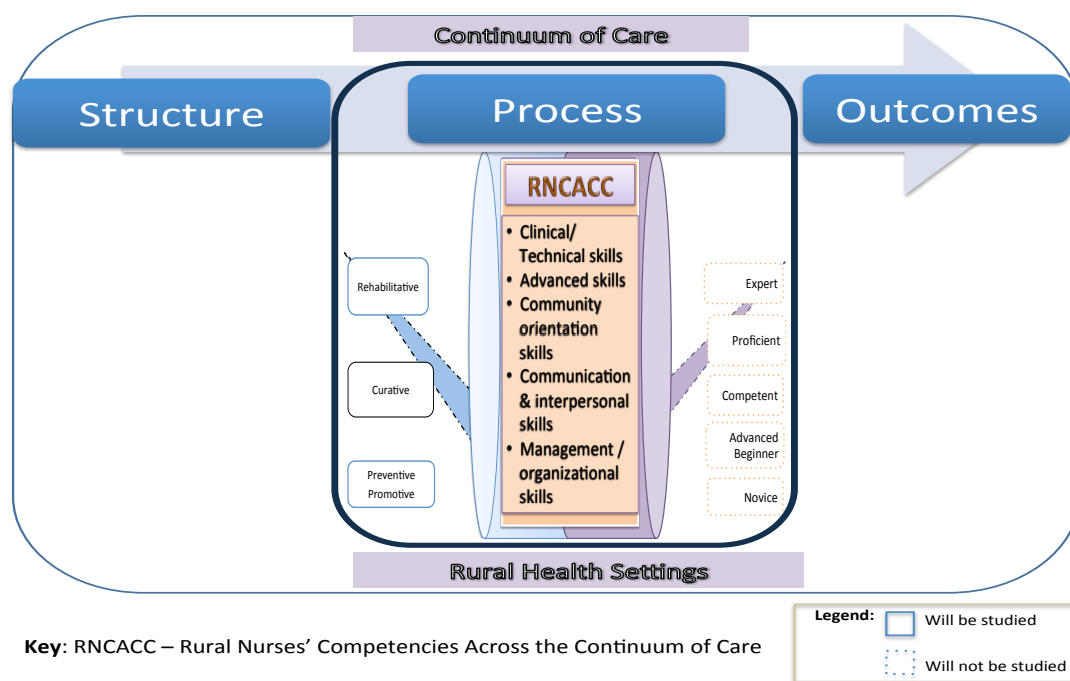 Continuum of Care
Structure
Process
Outcomes
RNCACC
• Clinical/
Technical skills
• Advanced skills
• Community
orientation
skills
• Communication
& interpersonal
skills
• Management /
organizational
skills
Rehabilitative
Curative
Preventive
Promotive
Expert
Proficient
Competent
Advanced
Beginner
Novice
Rural Health Settings
Key: RNCACC – Rural Nurses’ Competencies Across the Continuum of Care
Legend:
Will be studied
Will not be studied